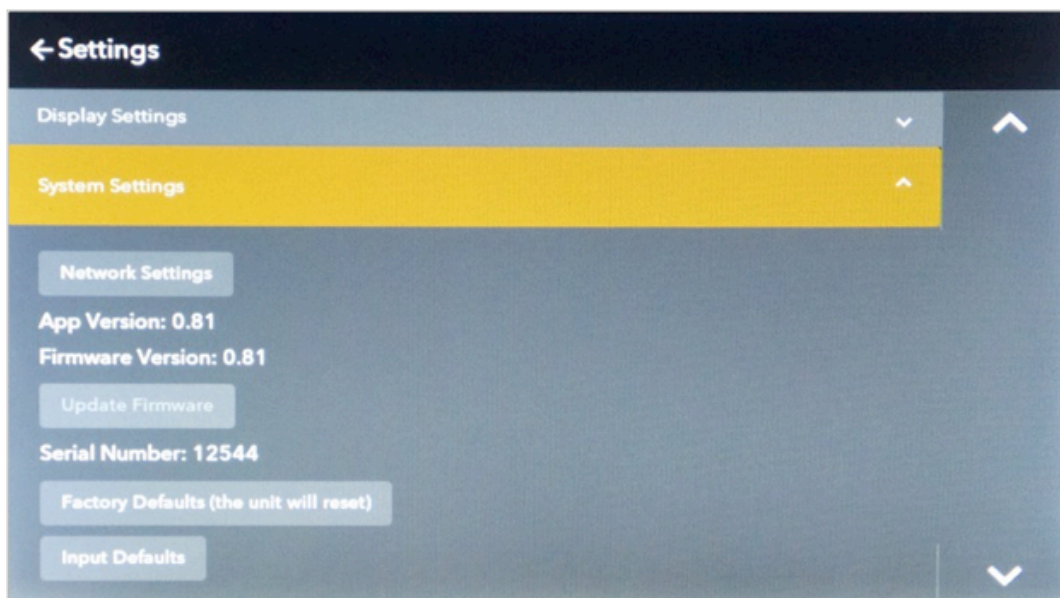 Settings
Display Settings
System Settings
Network Settings
App Version: 0.81
Firmware Version: 0.81
Update Firmware
Serial Number: 12544
Factory Defaults (the unit will reset)
Input Defaults